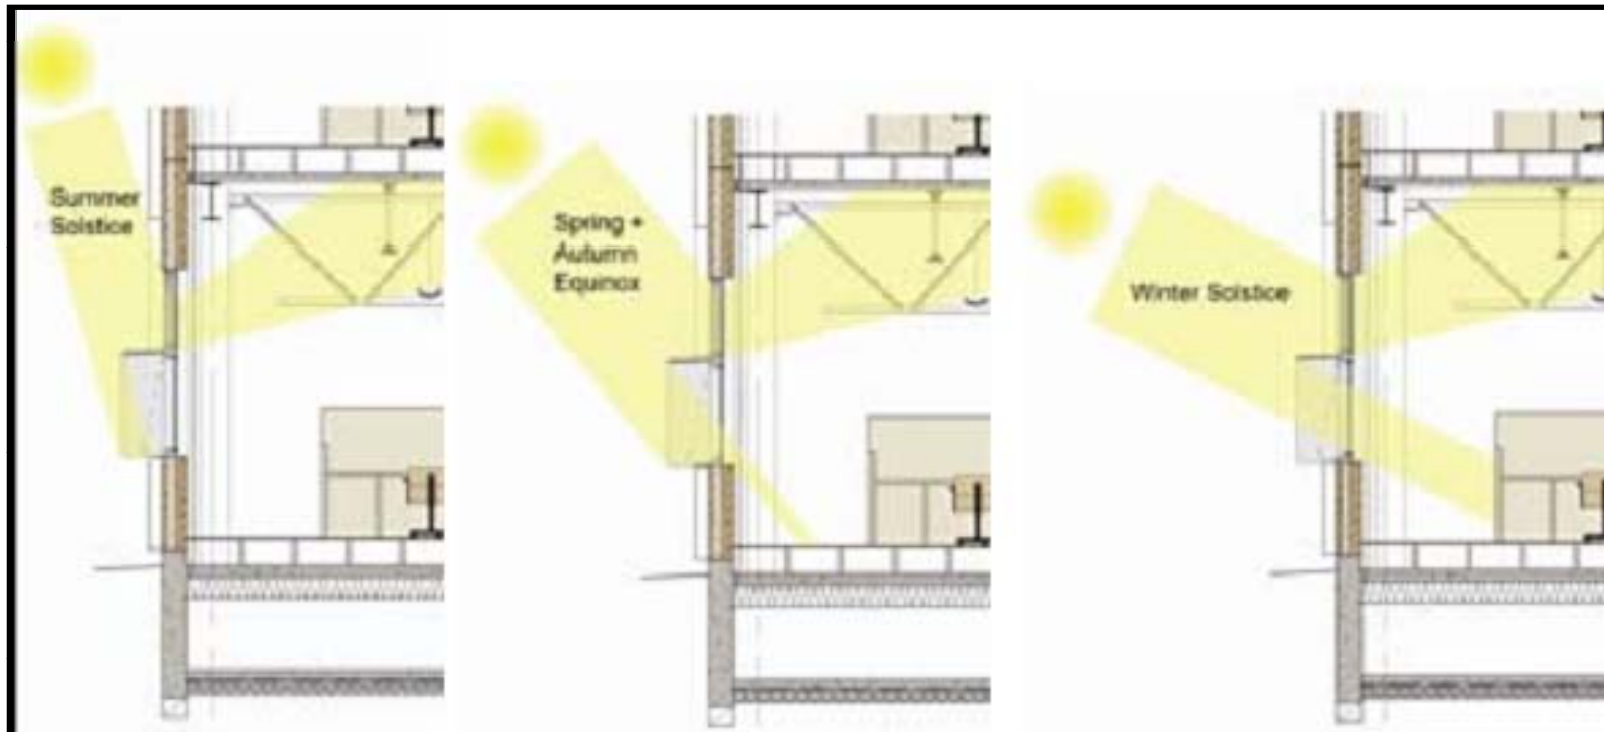 Summer
Solstice
Spring +
Autumn
Equinox
Winter Solstice